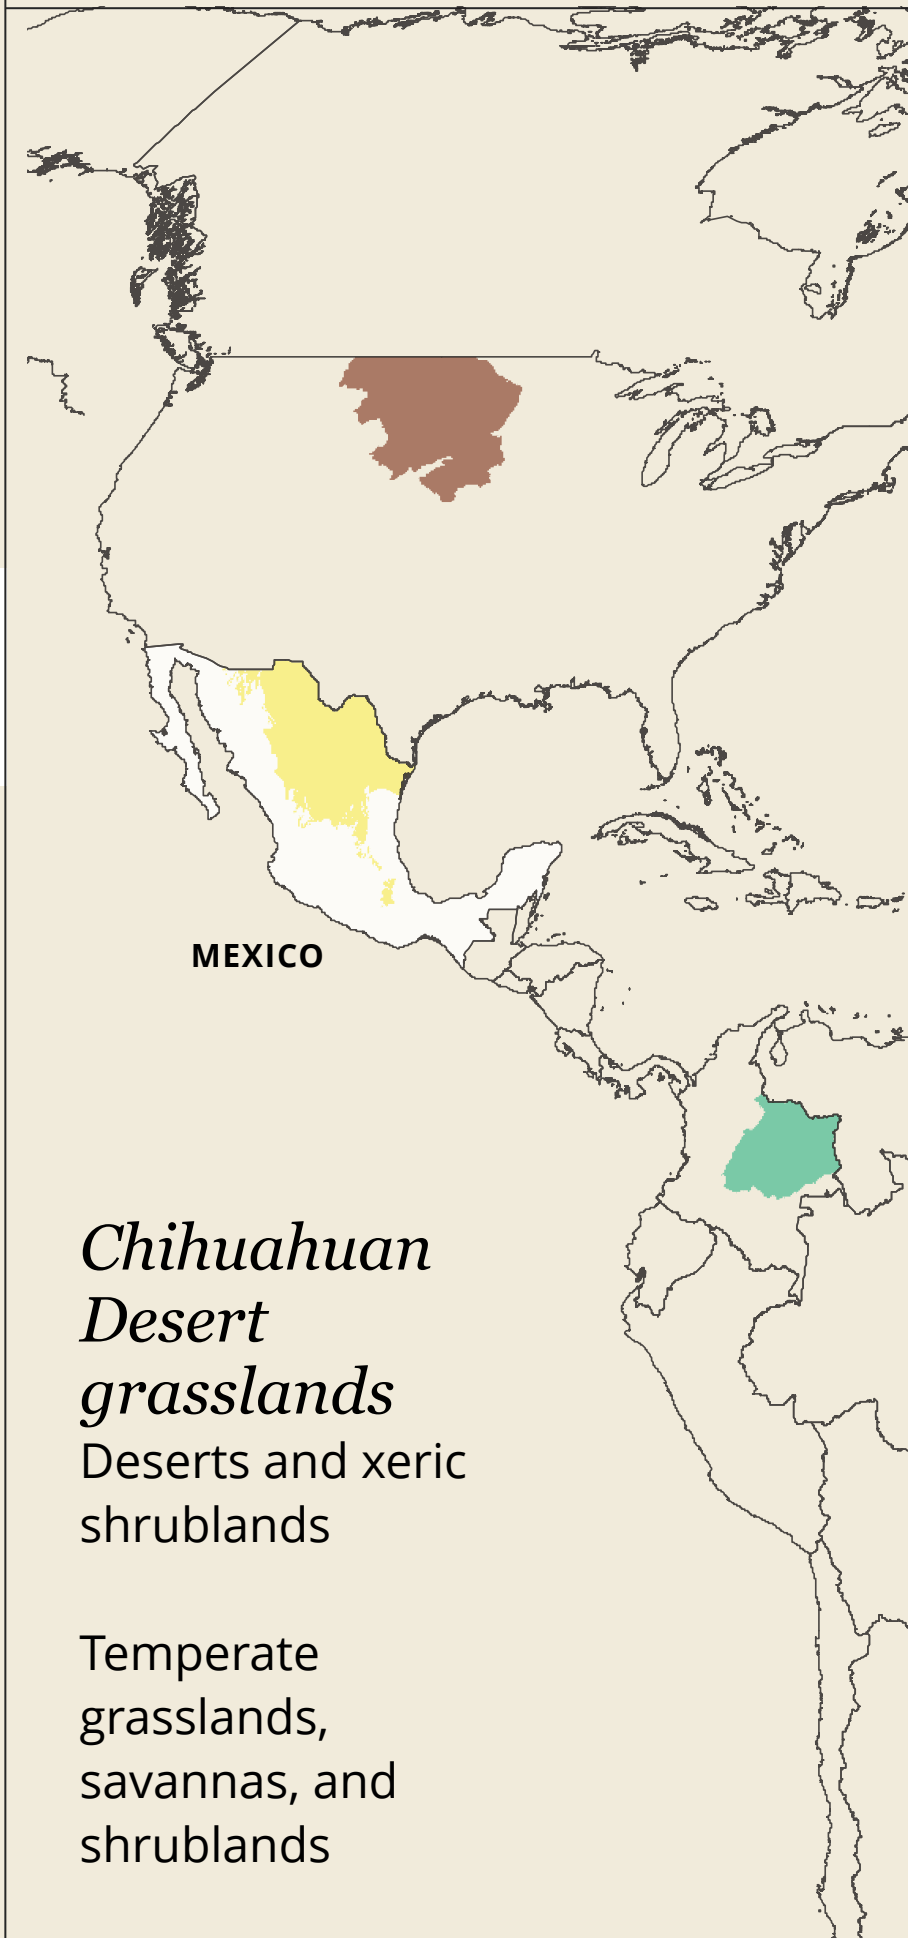 MEXICO
Chihuahuan
Desert
grasslands
Deserts and xeric
shrublands
Temperate
grasslands,
savannas, and
shrublands